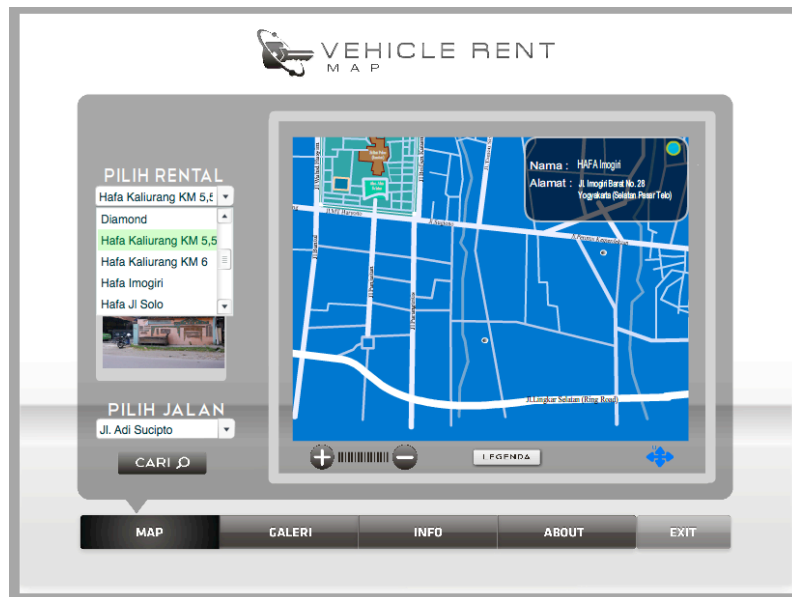 VEHICLE RENT
MAP
PILIH RENTAL
Hafa Kaliurang KM 5,5
Diamond
Hafa Kaliurang KM 5,5
Hafa Kaliurang KM 6
Hafa Imogiri
Hafa Jl Solo
PILIH JALAN
Jl. Adi Sucipto
CARI
Nama : HAFA Imogiri
Alamat : Jl. Imogiri Barat No. 28
Yogyakarta (Selatan Pasar Telo)
Jl.Lingkar Selatan (Ring Road)
LEGENDA
MAP
GALERI
INFO
ABOUT
EXIT